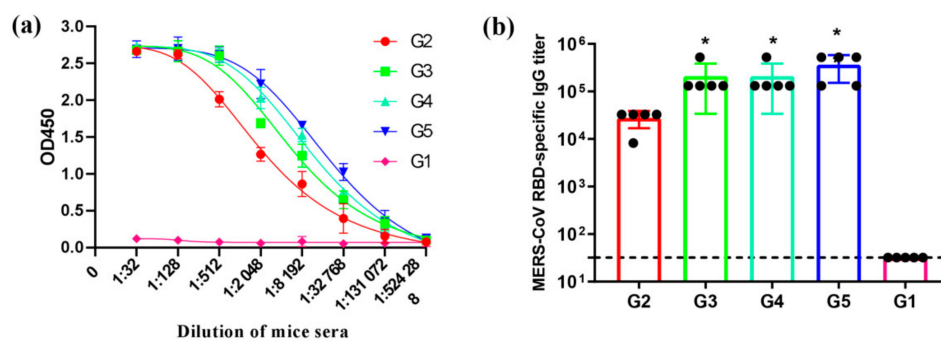 (a)
OD450
3.0
2.5
2.0
1.5
1.0
0.5
0.0
0
1:32
1:128
1:512
1:2 048
1:8 192
1:32 768
1:131 072
1:524 28
8
Dilution of mice sera
G2
G3
G4
G5
G1
(b)
MERS-CoV RBD-specific IgG titer
10⁶
10⁵
10⁴
10³
10²
10¹
* * *
G2 G3 G4 G5 G1